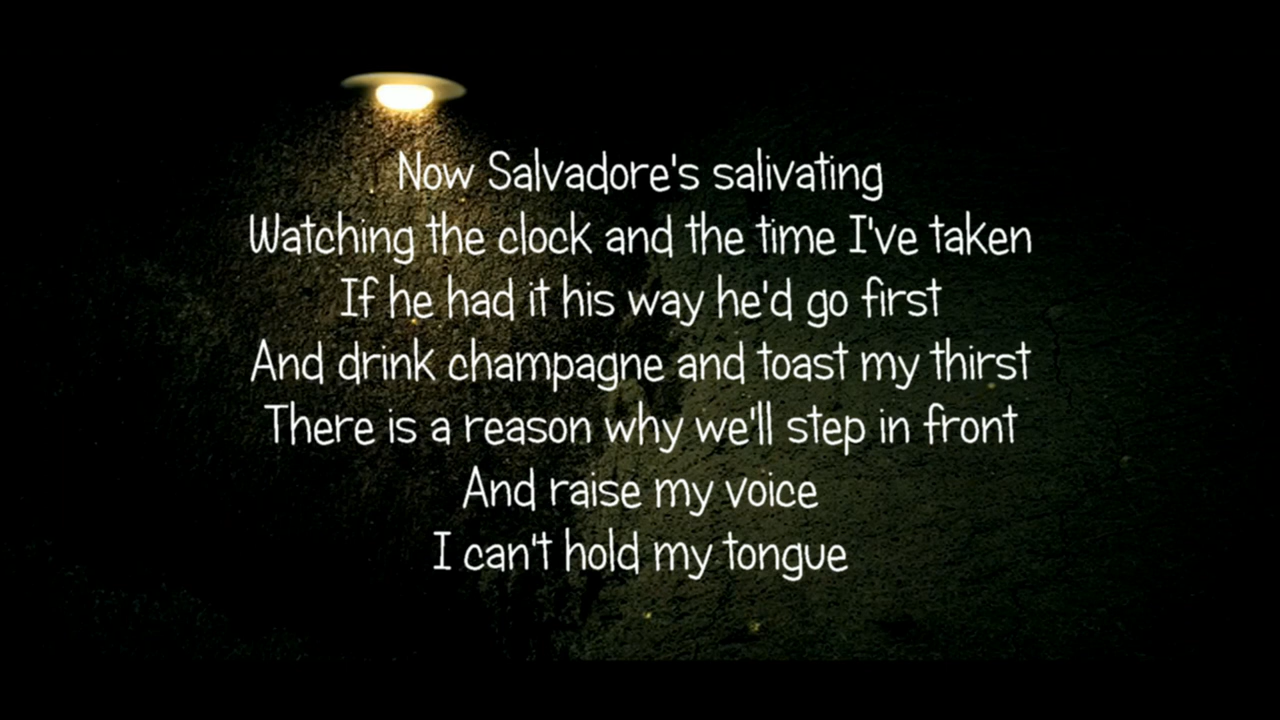 Now Salvadore's salivating
Watching the clock and the time I've taken
If he had it his way he'd go first
And drink champagne and toast my thirst
There is a reason why we'll step in front
And raise my voice
I can't hold my tongue